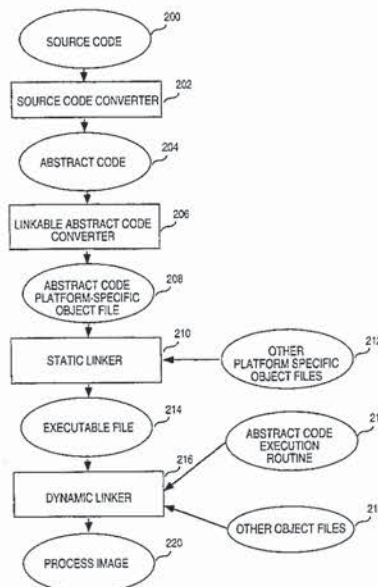 200
SOURCE CODE
202
SOURCE CODE CONVERTER
204
ABSTRACT CODE
206
LINKABLE ABSTRACT CODE
CONVERTER
208
ABSTRACT CODE
PLATFORM-SPECIFIC
OBJECT FILE
210
STATIC LINKER
OTHER
PLATFORM SPECIFIC
OBJECT FILES
214
EXECUTABLE FILE
ABSTRACT CODE
EXECUTION
ROUTINE
216
DYNAMIC LINKER
OTHER OBJECT FILES
220
PROCESS IMAGE